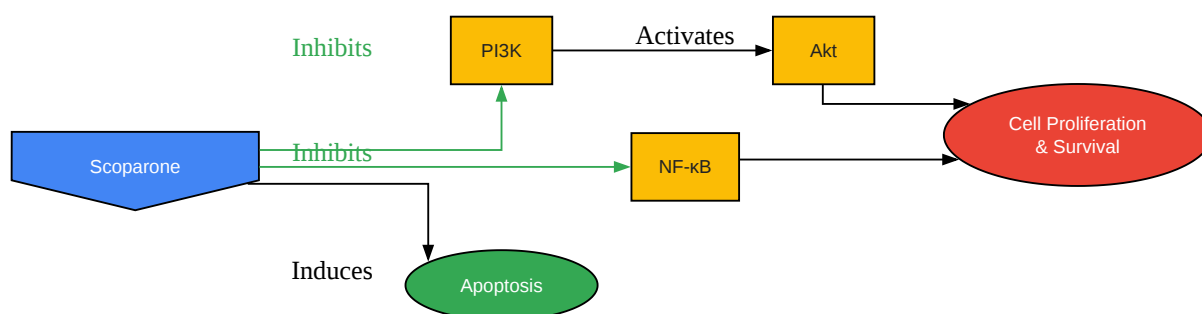 Inhibits
PI3K
Activates
Akt
Cell Proliferation
& Survival
Scoparone
Inhibits
NF-κB
Induces
Apoptosis